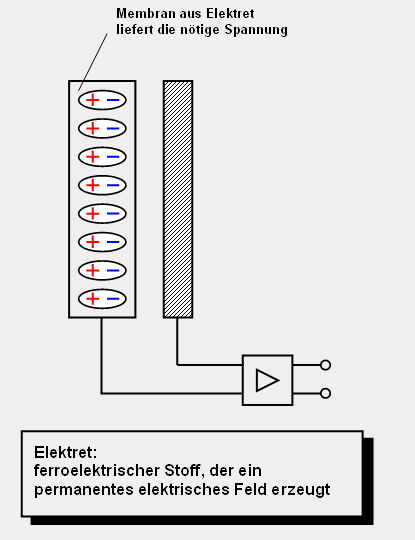 Membran aus Elektret
liefert die nötige Spannung
+ −
+ −
+ −
+ −
+ −
+ −
+ −
+ −
Elektret:
ferroelektrischer Stoff, der ein
permanentes elektrisches Feld erzeugt